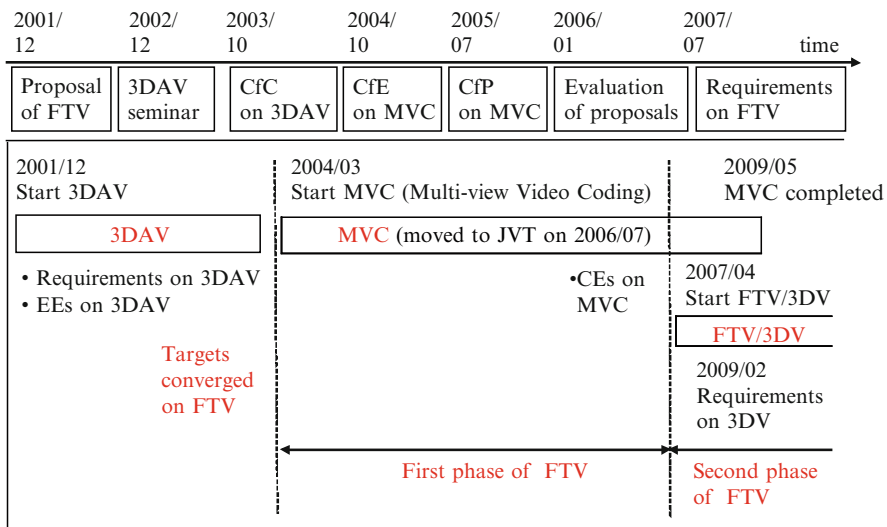 2001/ 2002/ 2003/ 2004/ 2005/ 2006/ 2007/
12 12 10 10 07 01 07 time
Proposal of FTV
3DAV seminar
CfC on 3DAV
CfE on MVC
CfP on MVC
Evaluation of proposals
Requirements on FTV
2001/12
Start 3DAV
3DAV
• Requirements on 3DAV
• EEs on 3DAV
Targets
converged
on FTV
2004/03
Start MVC (Multi-view Video Coding)
MVC (moved to JVT on 2006/07)
•CEs on
MVC
2009/05
MVC completed
2007/04
Start FTV/3DV
FTV/3DV
2009/02
Requirements
on 3DV
First phase of FTV
Second phase
of FTV